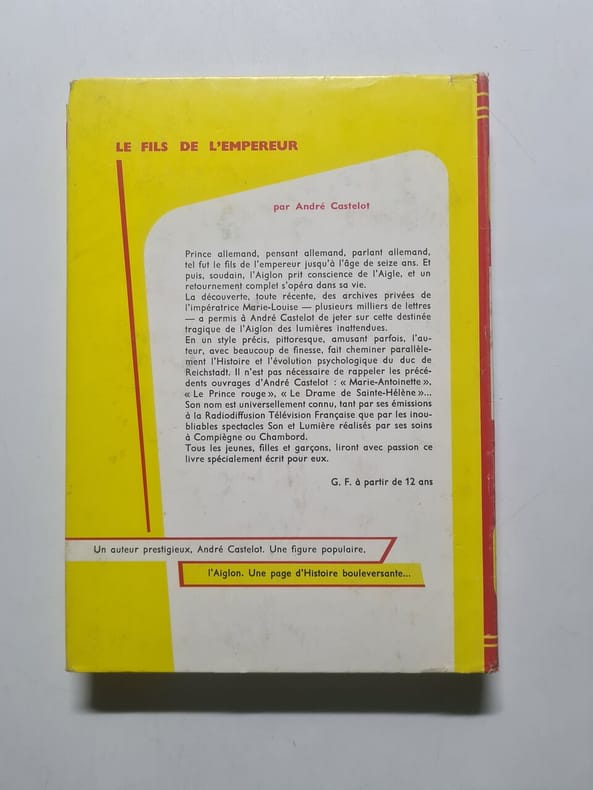 LE FILS DE L'EMPEREUR
par André Castelot
Prince allemand, pensant allemand, parlant allemand,
tel fut le fils de l'empereur jusqu'à l'âge de seize ans. Et
puis, soudain, l'Aiglon prit conscience de l'Aigle, et un
retournement complet s'opéra dans sa vie.
La découverte, toute récente, des archives privées de
l'impératrice Marie-Louise — plusieurs milliers de lettres
— a permis à André Castelot de jeter sur cette destinée
tragique de l'Aiglon des lumières inattendues.
En un style précis, pittoresque, amusant parfois, l'au-
teur, avec beaucoup de finesse, fait cheminer parallèle-
ment l'Histoire et l'évolution psychologique du duc de
Reichstadt. Il n'est pas nécessaire de rappeler les précé-
dents ouvrages d'André Castelot : « Marie-Antoinette »,
« Le Prince rouge », « Le Drame de Sainte-Hélène »...
Son nom est universellement connu, tant par ses émissions
à la Radiodiffusion Télévision Française que par les inou-
bliables spectacles Son et Lumière réalisés par ses soins
à Compiègne ou Chambord.
Tous les jeunes, filles et garçons, liront avec passion ce
livre spécialement écrit pour eux.
G. F. à partir de 12 ans
Un auteur prestigieux, André Castelot. Une figure populaire,
l'Aiglon. Une page d'Histoire bouleversante...